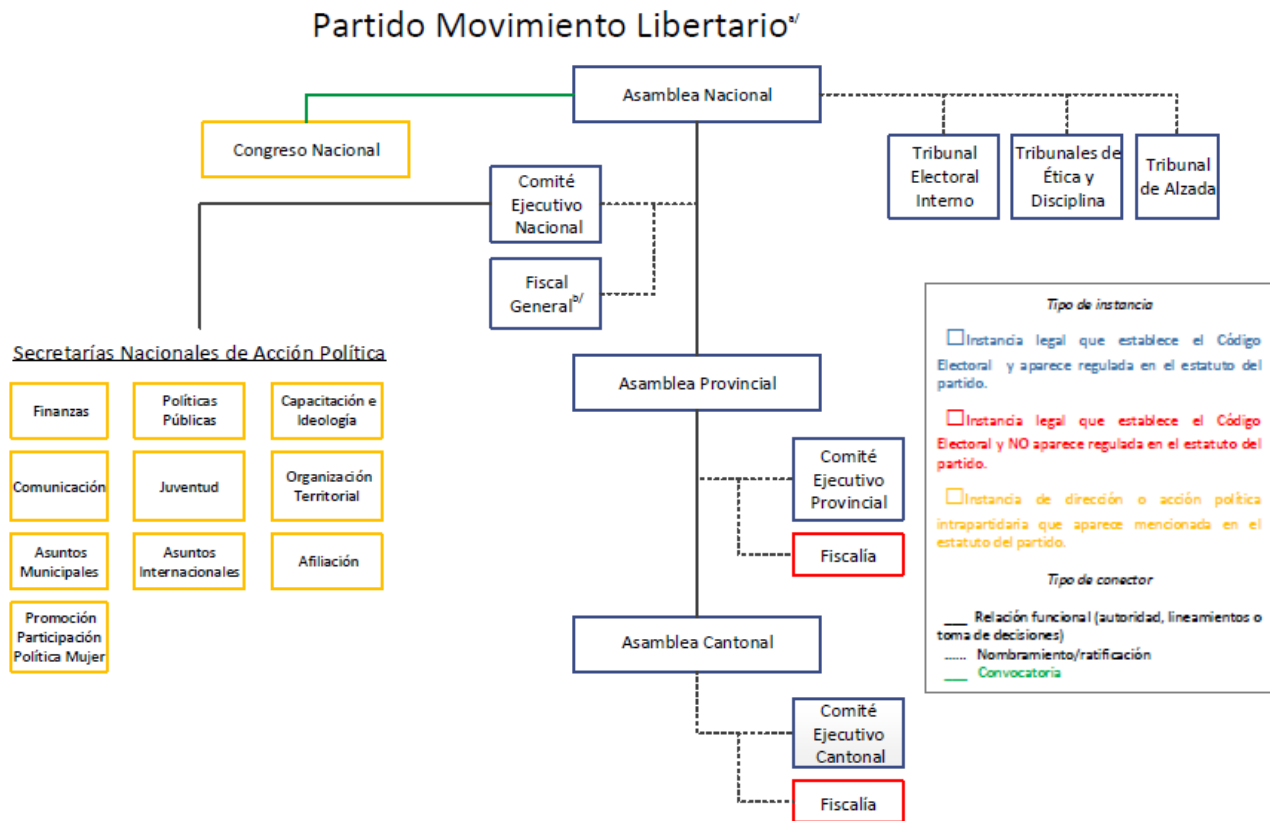 Partido Movimiento Libertario a/
Asamblea Nacional
Congreso Nacional
Tribunal
Electoral
Interno
Tribunales de
Ética y
Disciplina
Tribunal
de Alzada
Comité
Ejecutivo
Nacional
Fiscal
General b/
Secretarías Nacionales de Acción Política
Finanzas
Políticas
Públicas
Capacitación e
Ideología
Comunicación
Juventud
Organización
Territorial
Asuntos
Municipales
Asuntos
Internacionales
Afiliación
Promoción
Participación
Política Mujer
Asamblea Provincial
Comité
Ejecutivo
Provincial
Fiscalía
Asamblea Cantonal
Comité
Ejecutivo
Cantonal
Fiscalía
Tipo de instancia
Instancia legal que establece el Código
Electoral y aparece regulada en el estatuto del
partido.
Instancia legal que establece el Código
Electoral y NO aparece regulada en el estatuto del
partido.
Instancia de dirección o acción política
intrapartidaria que aparece mencionada en el
estatuto del partido.
Tipo de conector
___ Relación funcional (autoridad, lineamientos o
toma de decisiones)
...... Nombramiento/ratificación
___ Convocatoria